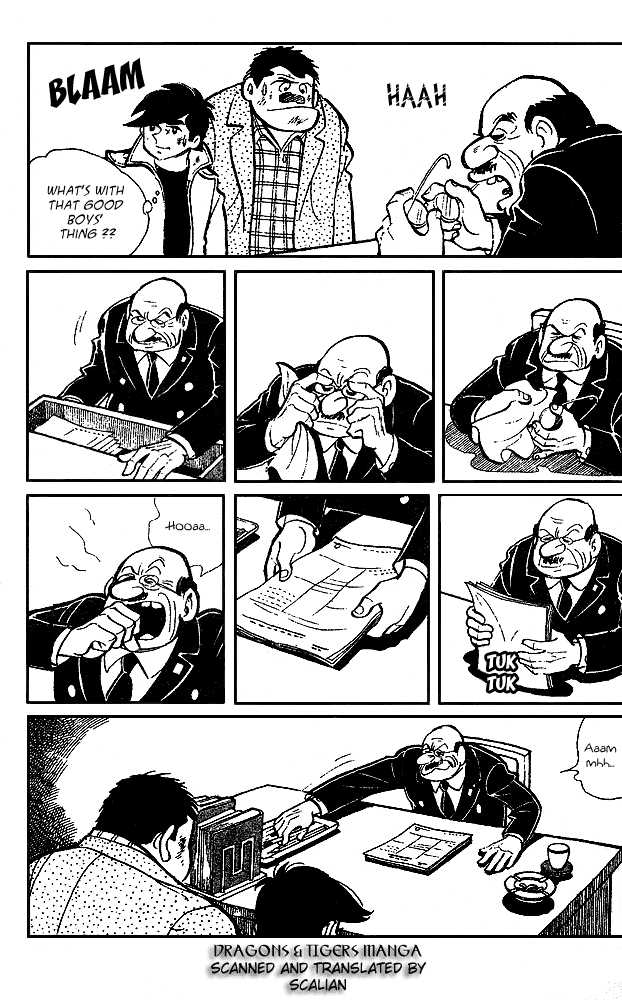 BLAAM
HAAH
WHAT'S WITH
THAT GOOD
BOYS'
THING ??
Hooaa...
TUK
TUK
Aaam
mhh...
DRAGONS & TIGERS MANGA
SCANNED AND TRANSLATED BY
SCALIAN